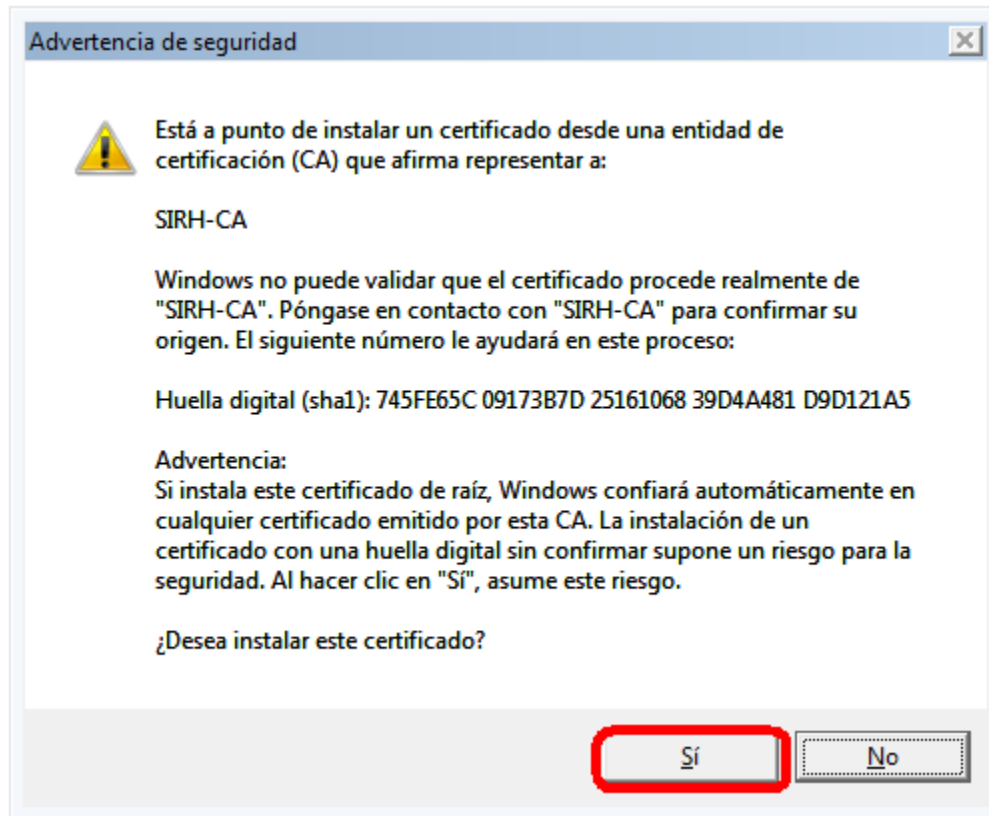 Advertencia de seguridad
Está a punto de instalar un certificado desde una entidad de
certificación (CA) que afirma representar a:
SIRH-CA
Windows no puede validar que el certificado procede realmente de
"SIRH-CA". Póngase en contacto con "SIRH-CA" para confirmar su
origen. El siguiente número le ayudará en este proceso:
Huella digital (sha1): 745FE65C 09173B7D 25161068 39D4A481 D9D121A5
Advertencia:
Si instala este certificado de raíz, Windows confiará automáticamente en
cualquier certificado emitido por esta CA. La instalación de un
certificado con una huella digital sin confirmar supone un riesgo para la
seguridad. Al hacer clic en "Sí", asume este riesgo.
¿Desea instalar este certificado?
Sí No